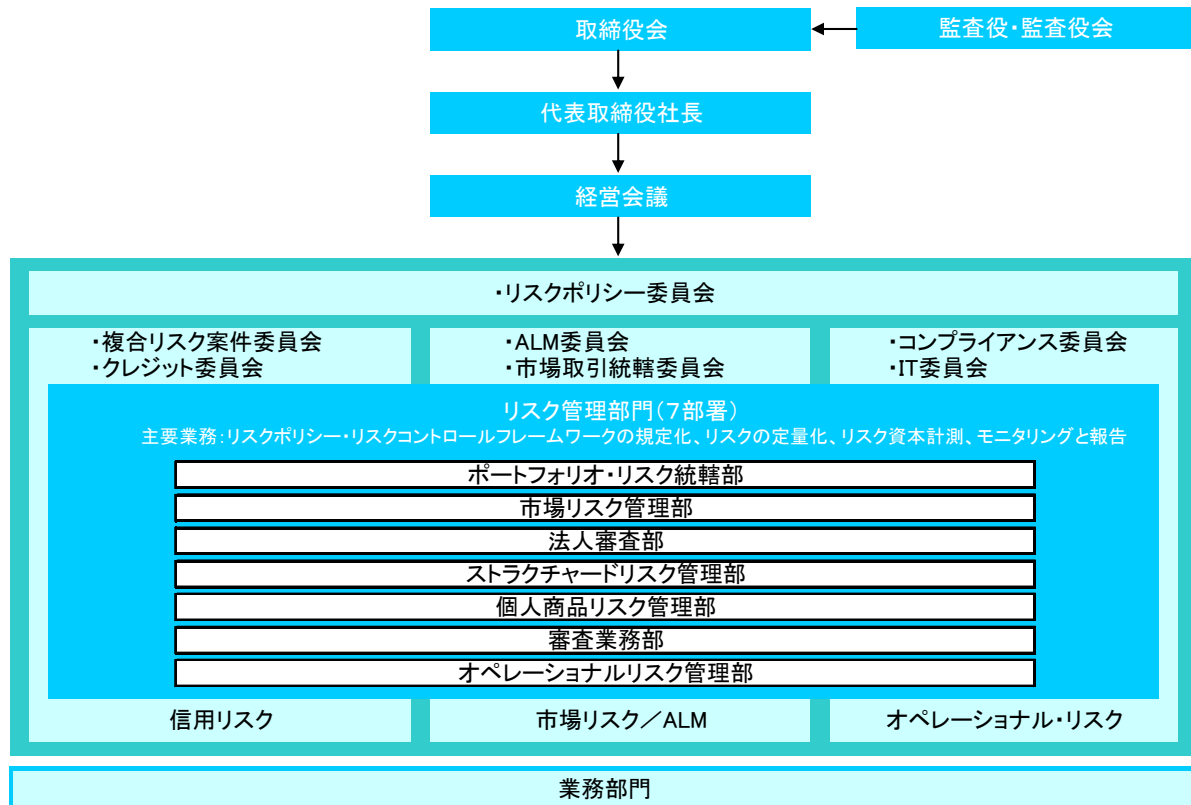 取締役会
監査役・監査役会
代表取締役社長
経営会議
・リスクポリシー委員会
・複合リスク案件委員会
・クレジット委員会
・ALM委員会
・市場取引統轄委員会
・コンプライアンス委員会
・IT委員会
リスク管理部門（７部署）
主要業務：リスクポリシー・リスクコントロールフレームワークの規定化、リスクの定量化、リスク資本計測、モニタリングと報告
ポートフォリオ・リスク統轄部
市場リスク管理部
法人審査部
ストラクチャードリスク管理部
個人商品リスク管理部
審査業務部
オペレーショナルリスク管理部
信用リスク
市場リスク／ALM
オペレーショナル・リスク
業務部門